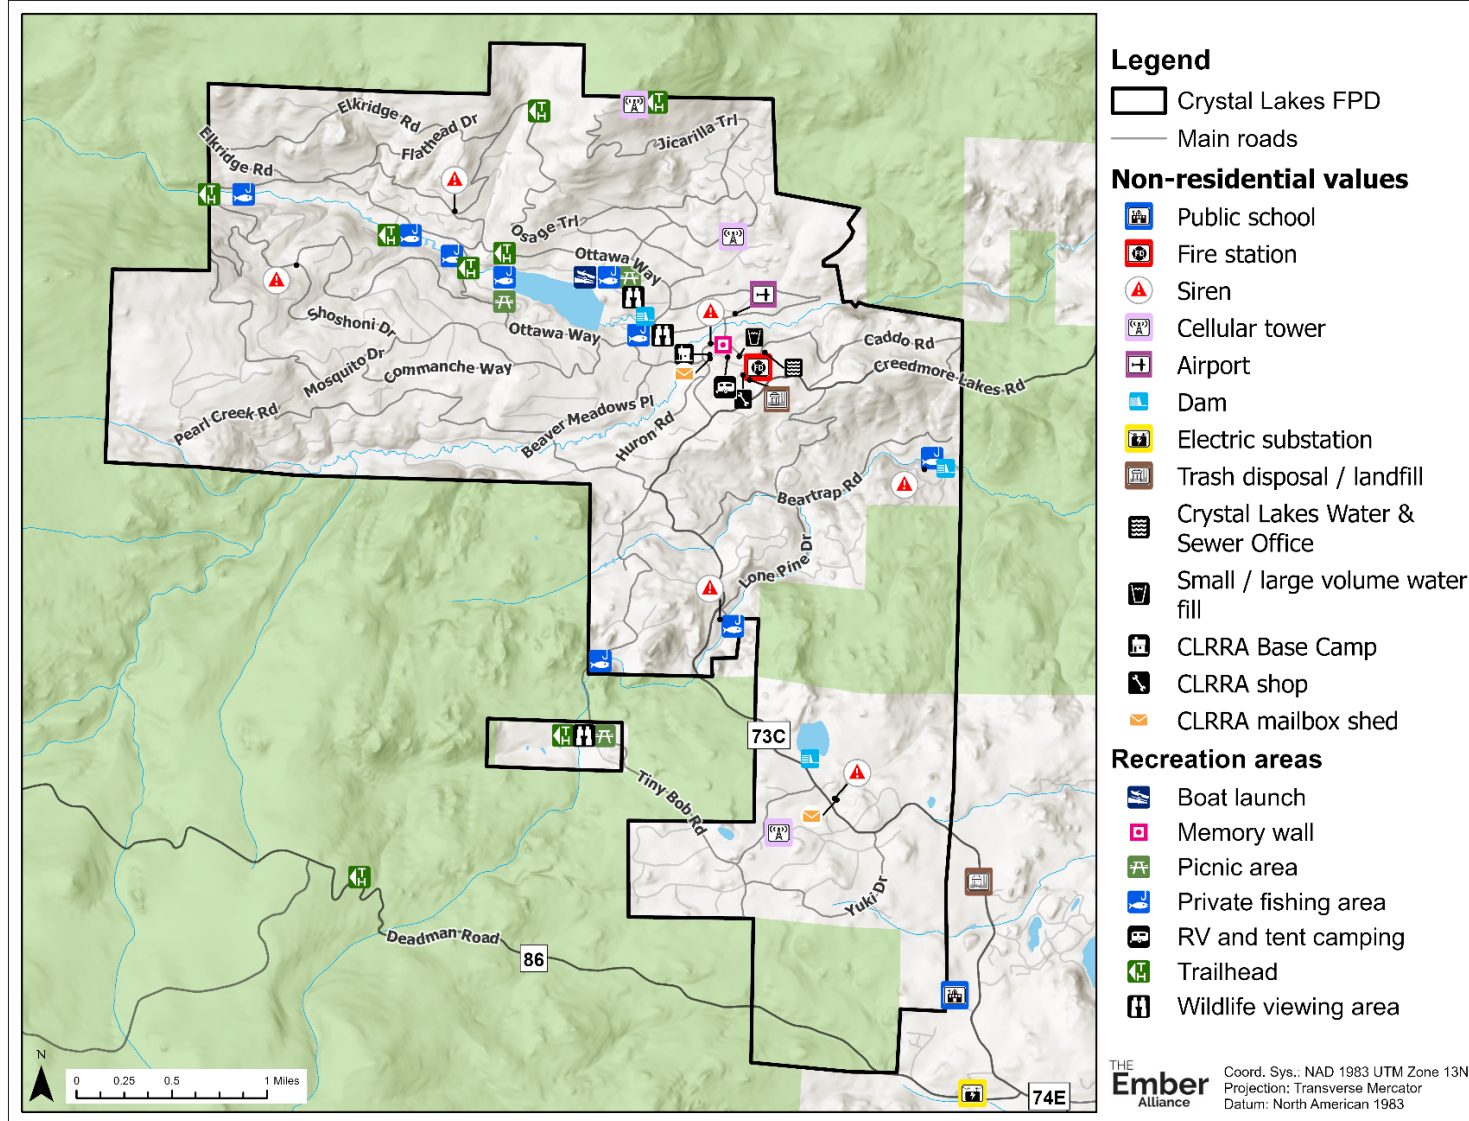 Elkridge Rd
Flathead Dr
Jicarilla Trl
Elkridge Rd
Osage Trl
Ottawa Way
Shoshoni Dr
Ottawa Way
Caddo Rd
Mosquito Dr
Commanche Way
Creedmore Lakes Rd
Pearl Creek Rd
Beaver Meadows Pl
Huron Rd
Beartrap Rd
Lone Pine Dr
73C
Tiny Bob Rd
Yuki Dr
Deadman Road
86
74E
N
0 0.25 0.5 1 Miles
Legend
Crystal Lakes FPD
Main roads
Non-residential values
Public school
Fire station
Siren
Cellular tower
Airport
Dam
Electric substation
Trash disposal / landfill
Crystal Lakes Water &
Sewer Office
Small / large volume water
fill
CLRRA Base Camp
CLRRA shop
CLRRA mailbox shed
Recreation areas
Boat launch
Memory wall
Picnic area
Private fishing area
RV and tent camping
Trailhead
Wildlife viewing area
THE
Ember
Alliance
Coord. Sys.: NAD 1983 UTM Zone 13N
Projection: Transverse Mercator
Datum: North American 1983